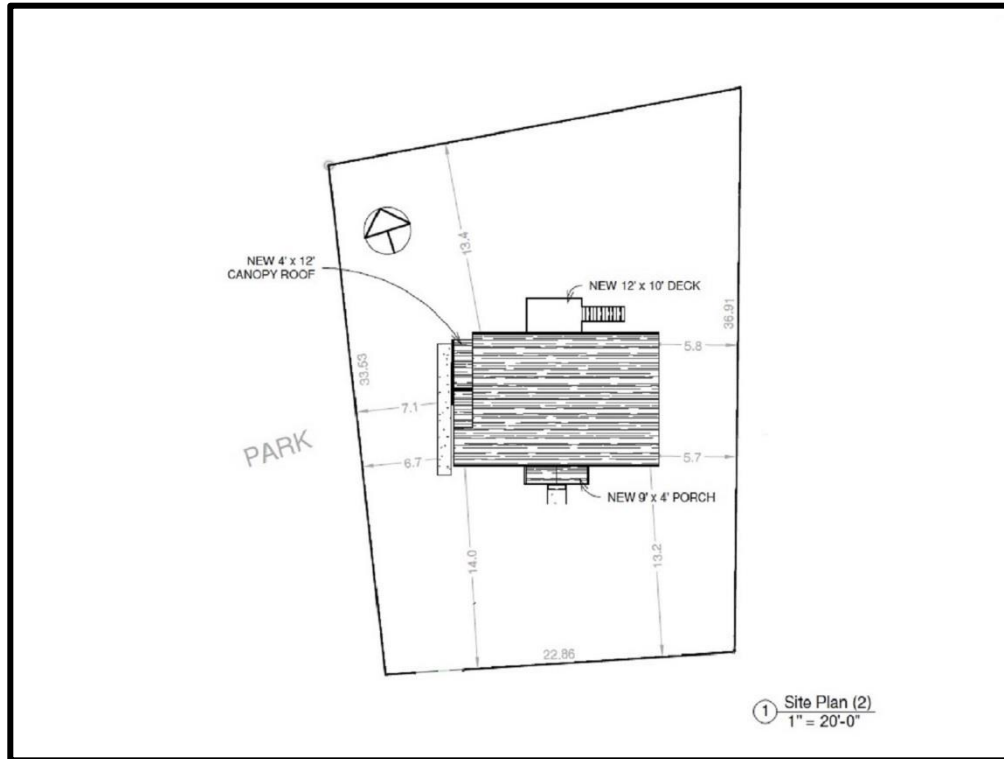 13.4
NEW 4' x 12'
CANOPY ROOF
NEW 12' x 10' DECK
36.91
5.8
33.53
7.1
PARK
6.7
5.7
NEW 9' x 4' PORCH
14.0
13.2
22.86
1 Site Plan (2)
1" = 20'-0"